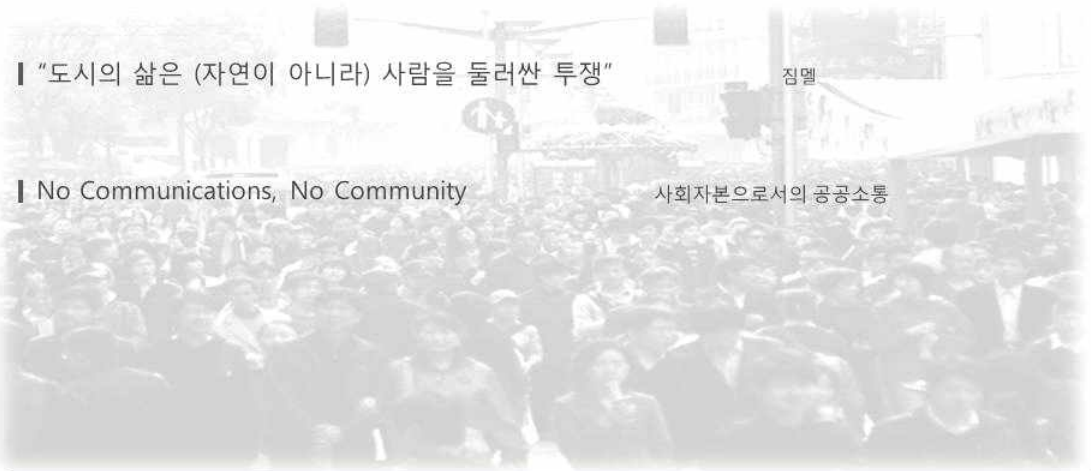 "도시의 삶은 (자연이 아니라) 사람을 둘러싼 투쟁" 짐멜
No Communications, No Community 사회자본으로서의 공공소통